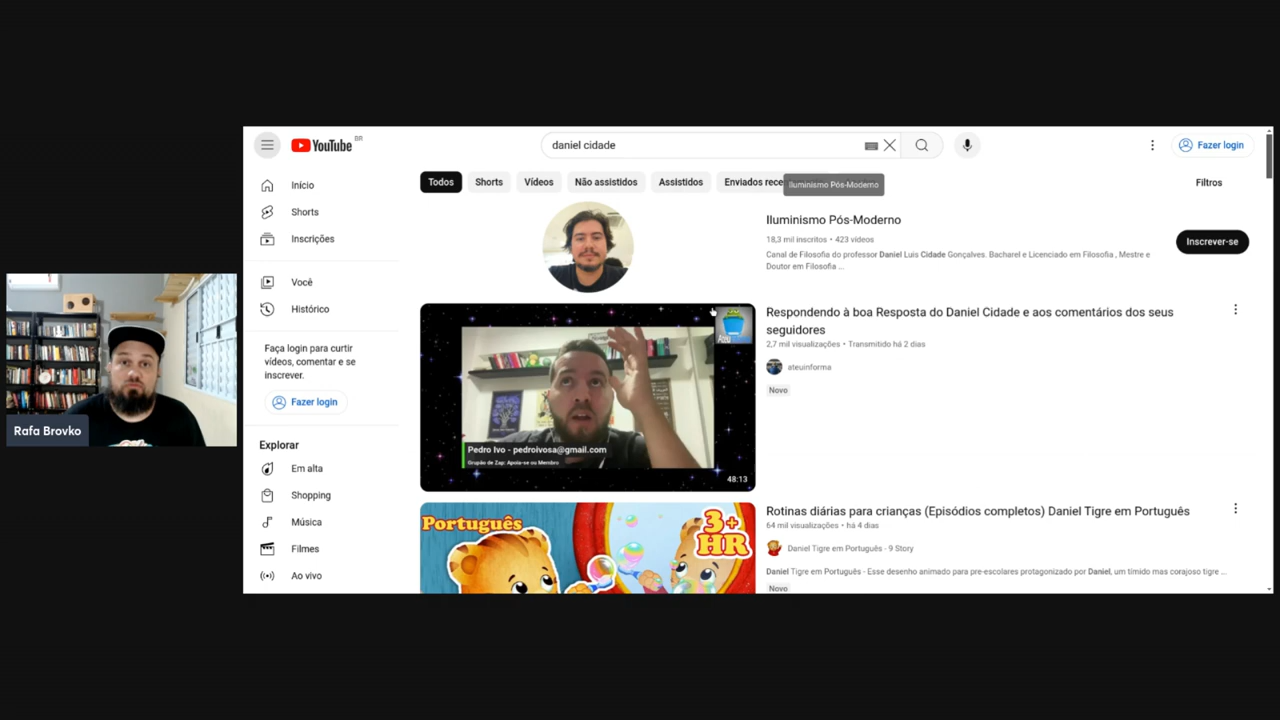 Rafa Brovko
YouTube BR
daniel cidade
Fazer login
Início
Shorts
Inscrições
Você
Histórico
Faça login para curtir
vídeos, comentar e se
inscrever.
Fazer login
Explorar
Em alta
Shopping
Música
Filmes
Ao vivo
Todos
Shorts
Vídeos
Não assistidos
Assistidos
Enviados rece
Iluminismo Pós-Moderno
Filtros
Iluminismo Pós-Moderno
18,3 mil inscritos • 423 vídeos
Canal de Filosofia do professor Daniel Luis Cidade Gonçalves. Bacharel e Licenciado em Filosofia , Mestre e
Doutor em Filosofia ...
Inscrever-se
Pedro Ivo - pedroivosa@gmail.com
Grupão de Zap: Apoia-se ou Membro
48:13
Respondendo à boa Resposta do Daniel Cidade e aos comentários dos seus
seguidores
2,7 mil visualizações • Transmitido há 2 dias
ateuinforma
Novo
Português
3+
HR
Rotinas diárias para crianças (Episódios completos) Daniel Tigre em Português
64 mil visualizações • há 4 dias
Daniel Tigre em Português - 9 Story
Daniel Tigre em Português - Esse desenho animado para pre-escolares protagonizado por Daniel, um tímido mas corajoso tigre ...
Novo